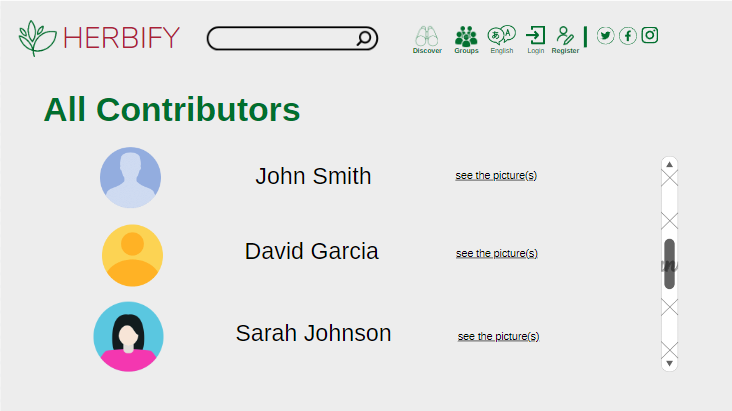 HERBIFY
あ A
Discover Groups English Login Register
All Contributors
John Smith see the picture(s)
David Garcia see the picture(s)
Sarah Johnson see the picture(s)